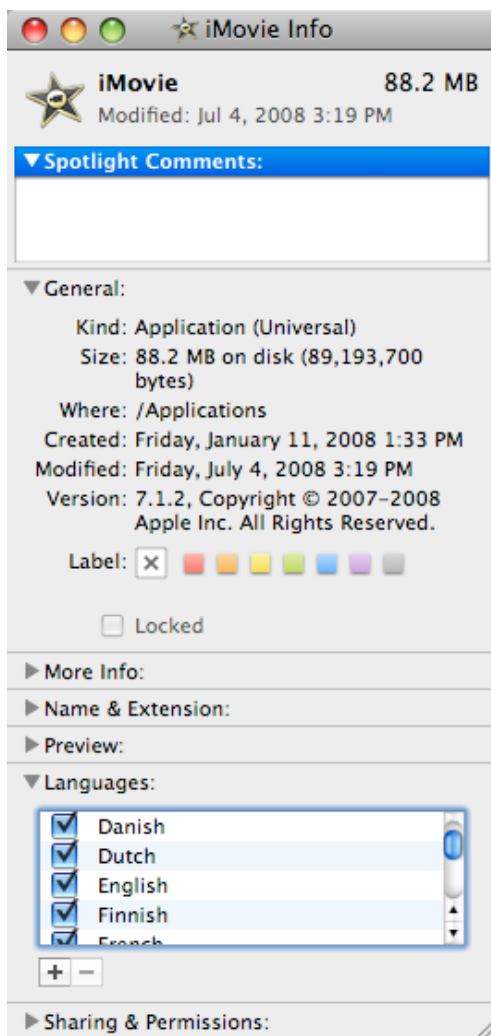 iMovie Info
iMovie 88.2 MB
Modified: Jul 4, 2008 3:19 PM
Spotlight Comments:
General:
Kind: Application (Universal)
Size: 88.2 MB on disk (89,193,700
bytes)
Where: /Applications
Created: Friday, January 11, 2008 1:33 PM
Modified: Friday, July 4, 2008 3:19 PM
Version: 7.1.2, Copyright © 2007–2008
Apple Inc. All Rights Reserved.
Label:
Locked
More Info:
Name & Extension:
Preview:
Languages:
Danish
Dutch
English
Finnish
French
Sharing & Permissions: